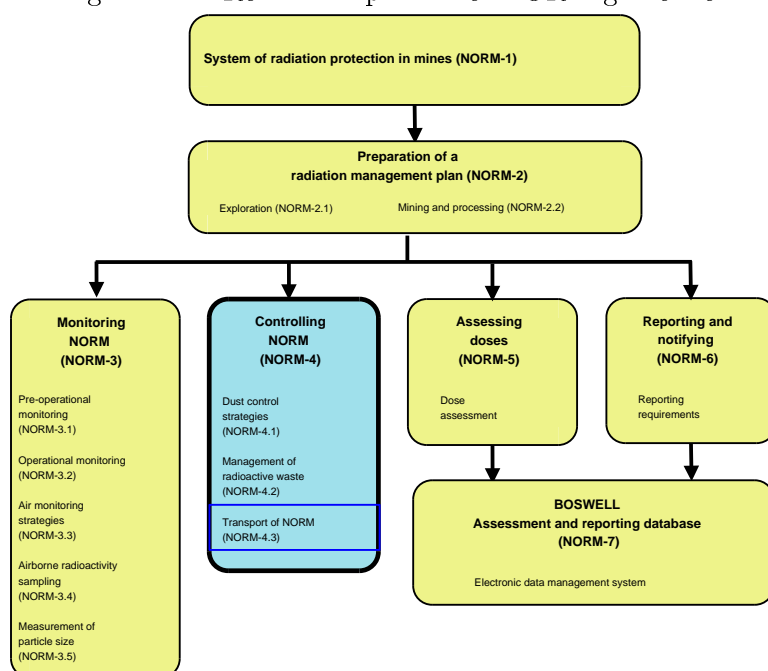 System of radiation protection in mines (NORM-1)
Preparation of a
radiation management plan (NORM-2)
Exploration (NORM-2.1)
Mining and processing (NORM-2.2)
Monitoring
NORM
(NORM-3)
Pre-operational
monitoring
(NORM-3.1)
Operational monitoring
(NORM-3.2)
Air monitoring
strategies
(NORM-3.3)
Airborne radioactivity
sampling
(NORM-3.4)
Measurement of
particle size
(NORM-3.5)
Controlling
NORM
(NORM-4)
Dust control
strategies
(NORM-4.1)
Management of
radioactive waste
(NORM-4.2)
Transport of NORM
(NORM-4.3)
Assessing
doses
(NORM-5)
Dose
assessment
Reporting and
notifying
(NORM-6)
Reporting
requirements
BOSWELL
Assessment and reporting database
(NORM-7)
Electronic data management system